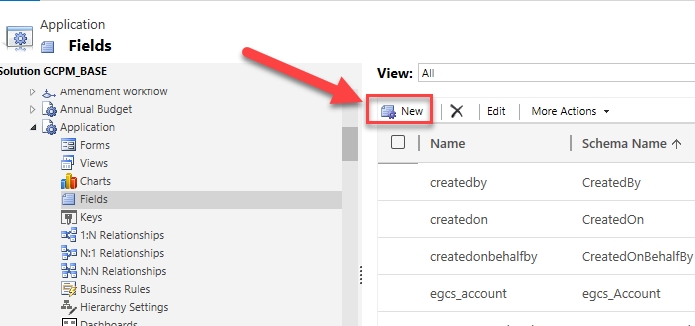 Application
Fields
Solution GCPM_BASE
Amendment workflow
Annual Budget
Application
Forms
Views
Charts
Fields
Keys
1:N Relationships
N:1 Relationships
N:N Relationships
Business Rules
Hierarchy Settings
Dashboards
View: All
New Edit More Actions
Name Schema Name
createdby CreatedBy
createdon CreatedOn
createdonbehalfby CreatedOnBehalfBy
egcs_account egcs_Account